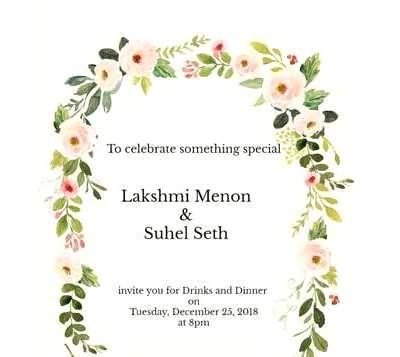 To celebrate something special
Lakshmi Menon
&
Suhel Seth
invite you for Drinks and Dinner
on
Tuesday, December 25, 2018
at 8pm